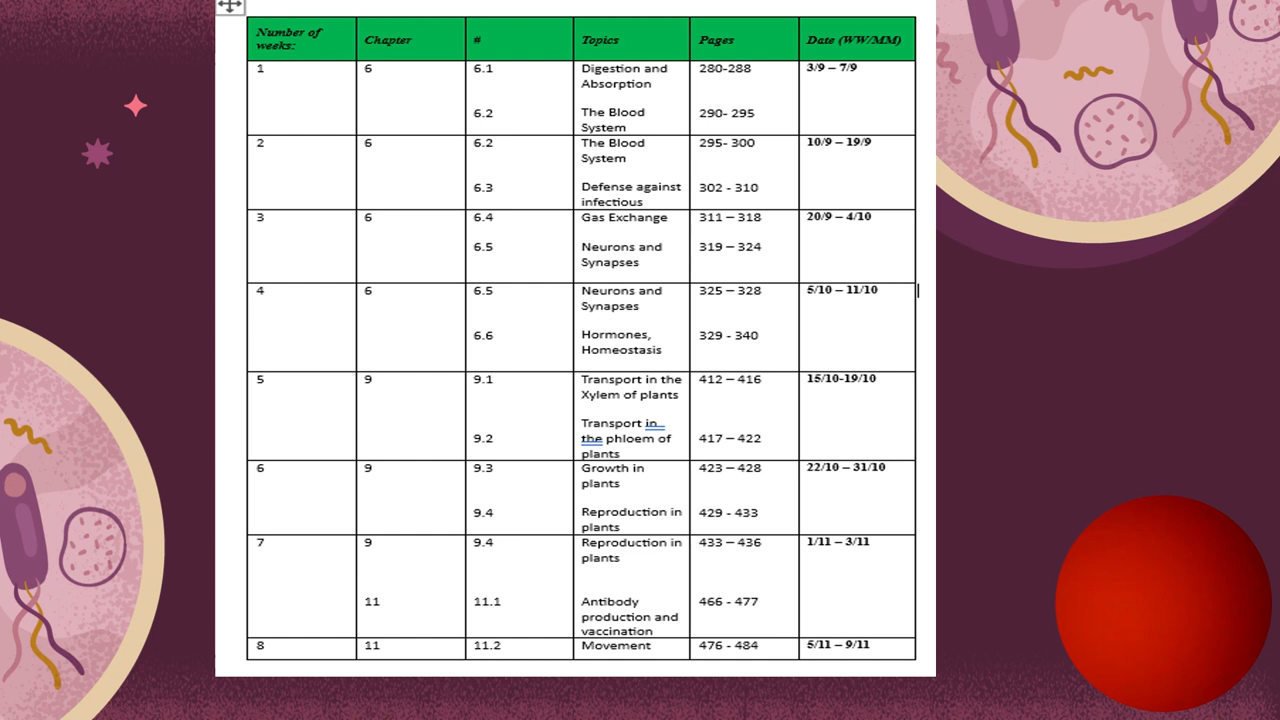 Number of weeks: Chapter # Topics Pages Date (WW/MM)
1 6 6.1 Digestion and Absorption 280-288 3/9 – 7/9
6.2 The Blood System 290- 295
2 6 6.2 The Blood System 295- 300 10/9 – 19/9
6.3 Defense against infectious 302 - 310
3 6 6.4 Gas Exchange 311 – 318 20/9 – 4/10
6.5 Neurons and Synapses 319 – 324
4 6 6.5 Neurons and Synapses 325 – 328 5/10 – 11/10
6.6 Hormones, Homeostasis 329 - 340
5 9 9.1 Transport in the Xylem of plants 412 – 416 15/10-19/10
9.2 Transport in the phloem of plants 417 – 422
6 9 9.3 Growth in plants 423 – 428 22/10 – 31/10
9.4 Reproduction in plants 429 - 433
7 9 9.4 Reproduction in plants 433 – 436 1/11 – 3/11
11 11.1 Antibody production and vaccination 466 - 477
8 11 11.2 Movement 476 - 484 5/11 – 9/11